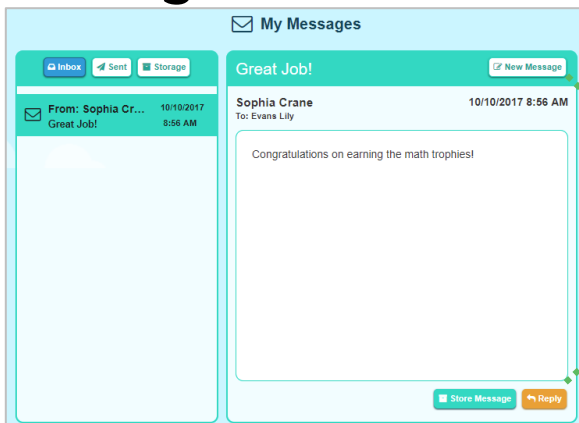 My Messages
Inbox Sent Storage
From: Sophia Cr... 10/10/2017
Great Job! 8:56 AM
Great Job! New Message
Sophia Crane 10/10/2017 8:56 AM
To: Evans Lily
Congratulations on earning the math trophies!
Store Message Reply